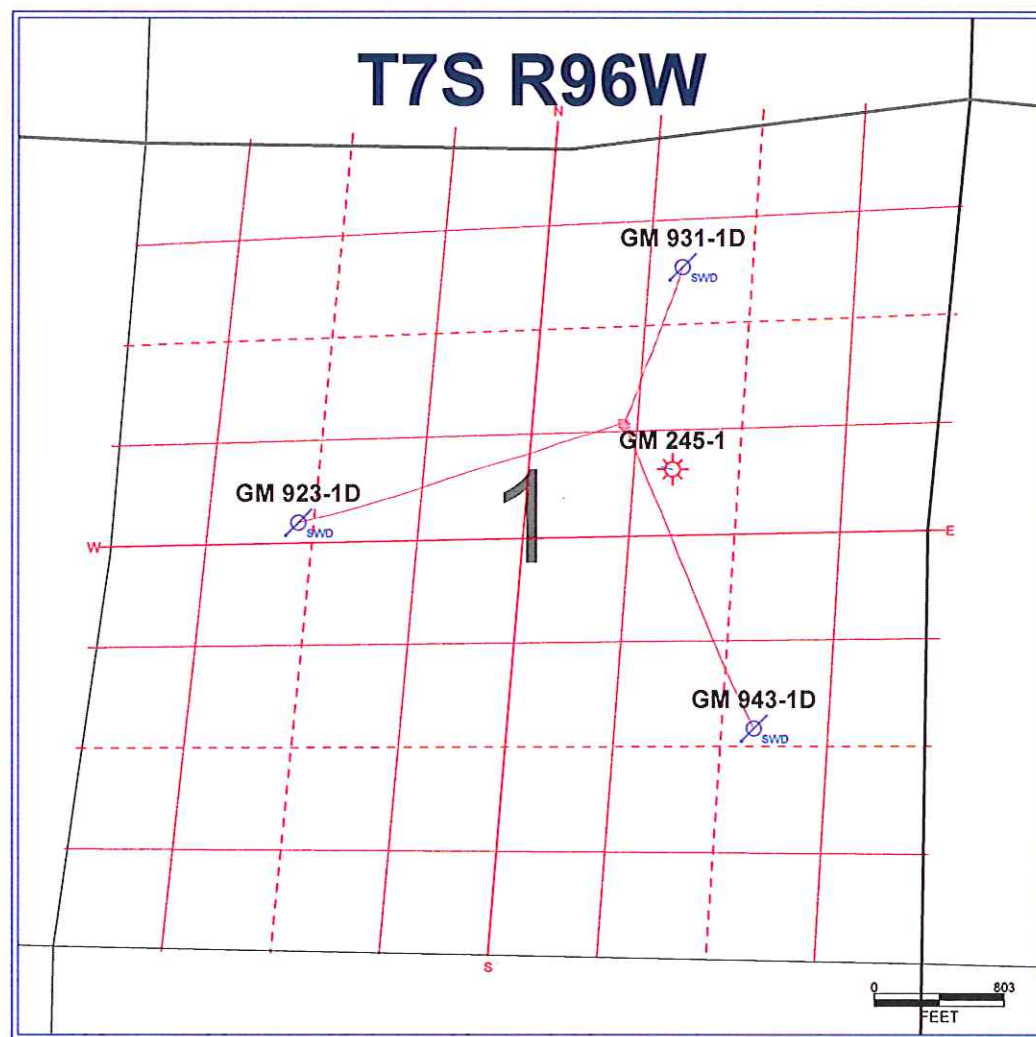 T7S R96W
N
GM 931-1D
SWD
GM 245-1
GM 923-1D
SWD
1
W
E
GM 943-1D
SWD
S
0 803
FEET